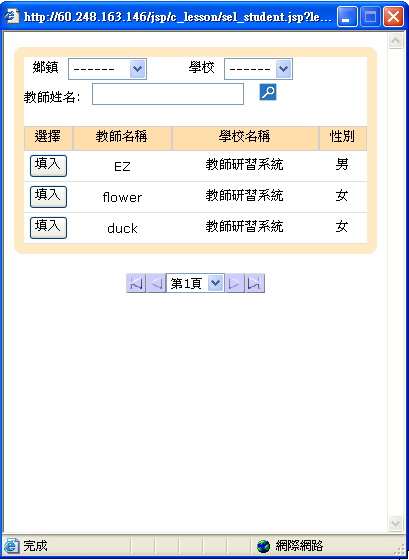 http://60.248.163.146/jsp/c_lesson/sel_student.jsp?le...
鄉鎮 ------ 學校 ------
教師姓名:
選擇 教師名稱 學校名稱 性別
填入 EZ 教師研習系統 男
填入 flower 教師研習系統 女
填入 duck 教師研習系統 女
第1頁
完成 網際網路